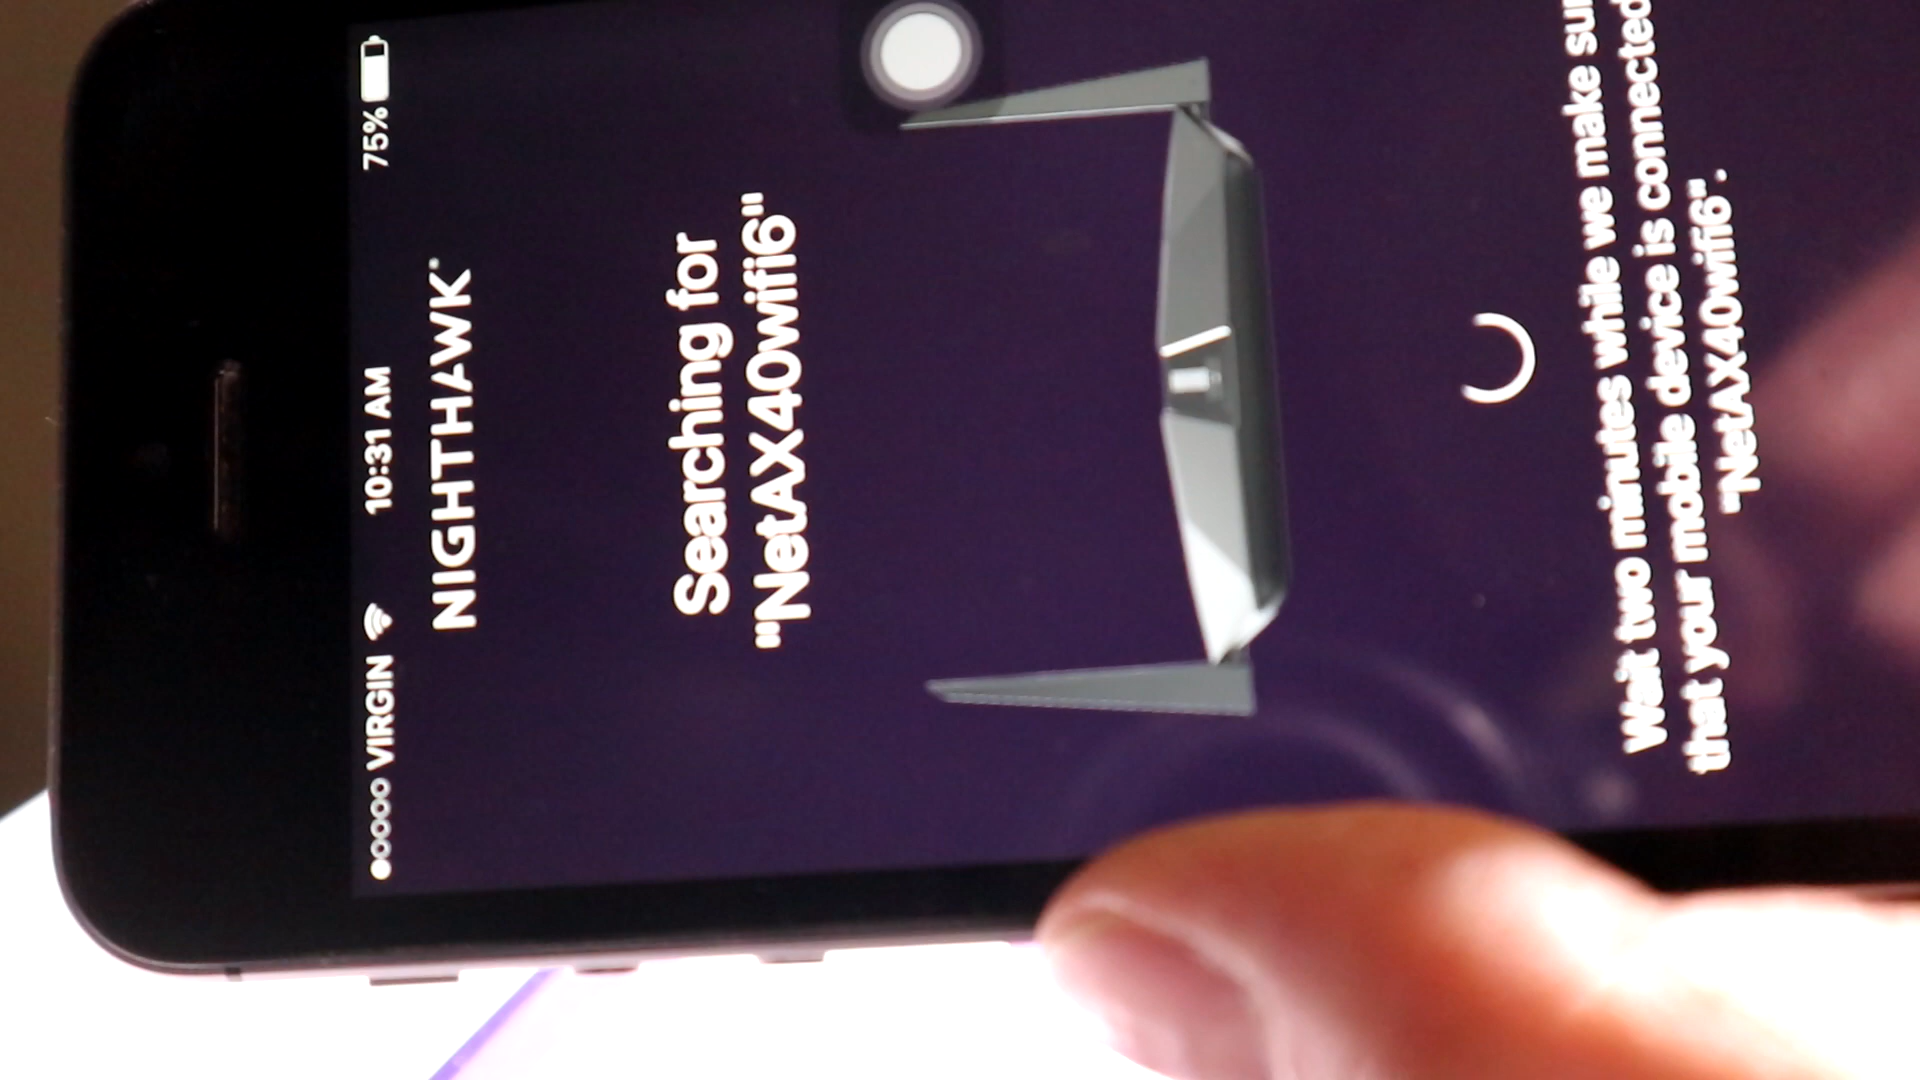 ●○○○○ VIRGIN 10:31 AM 75%
NIGHTHAWK
Searching for
"NetAX40wifi6"
Wait two minutes while we make sur
that your mobile device is connected
"NetAX40wifi6".